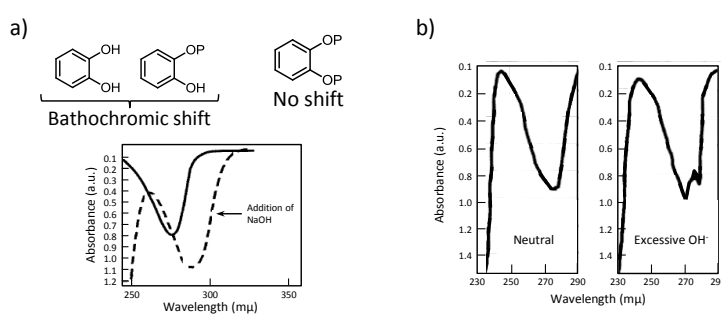 a)
OH
OH
OP
OH
OP
OP
Bathochromic shift
No shift
Absorbance (a.u.)
0.1
0.2
0.3
0.4
0.5
0.6
0.7
0.8
0.9
1.0
1.1
1.2
Addition of
NaOH
250 300 350
Wavelength (mμ)
b)
Absorbance (a.u.)
0.1
0.2
0.4
0.6
0.8
1.0
1.2
1.4
Neutral
230 250 270 290
0.1
0.2
0.4
0.6
0.8
1.0
1.2
1.4
Excessive OH⁻
230 250 270 290
Wavelength (mμ)